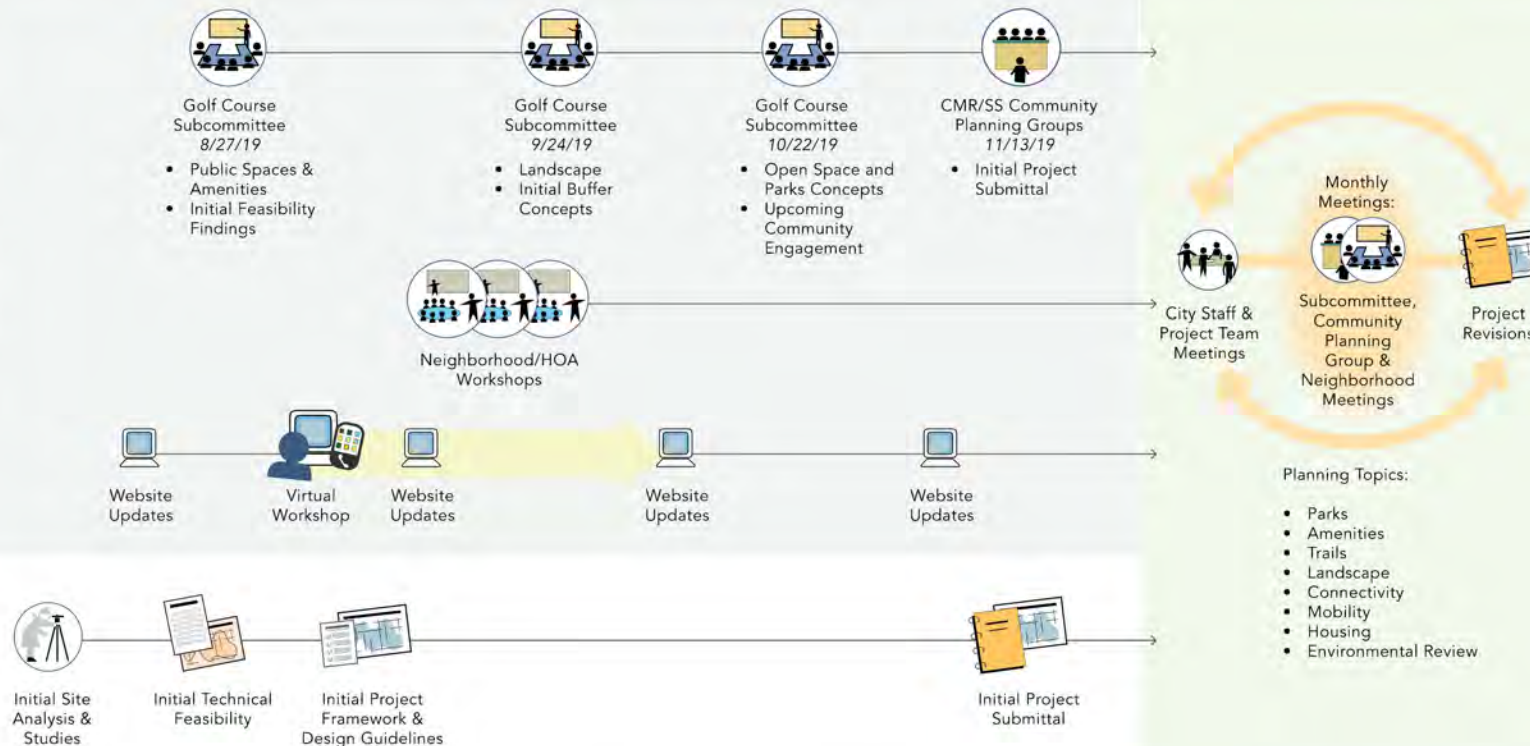 Golf Course
Subcommittee
8/27/19
• Public Spaces &
Amenities
• Initial Feasibility
Findings
Golf Course
Subcommittee
9/24/19
• Landscape
• Initial Buffer
Concepts
Golf Course
Subcommittee
10/22/19
• Open Space and
Parks Concepts
• Upcoming
Community
Engagement
CMR/SS Community
Planning Groups
11/13/19
• Initial Project
Submittal
Neighborhood/HOA
Workshops
Website
Updates
Virtual
Workshop
Website
Updates
Website
Updates
Website
Updates
Initial Site
Analysis &
Studies
Initial Technical
Feasibility
Initial Project
Framework &
Design Guidelines
Initial Project
Submittal
Monthly
Meetings:
City Staff &
Project Team
Meetings
Subcommittee,
Community
Planning
Group &
Neighborhood
Meetings
Project
Revisions
Planning Topics:
• Parks
• Amenities
• Trails
• Landscape
• Connectivity
• Mobility
• Housing
• Environmental Review